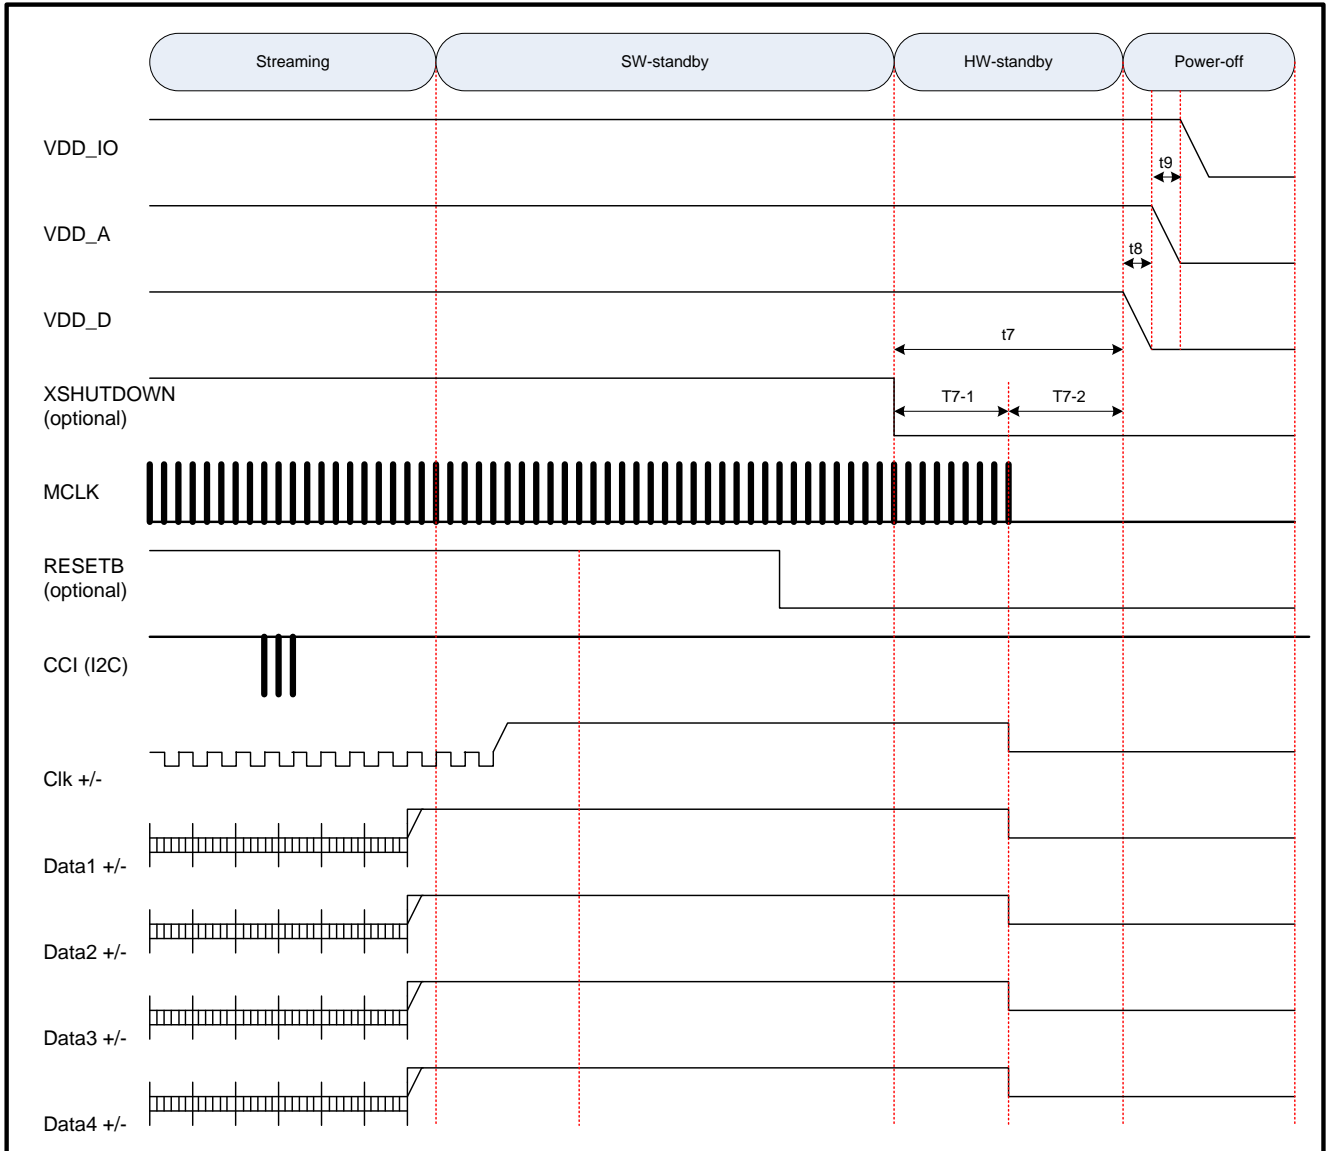 Streaming
SW-standby
HW-standby
Power-off
VDD_IO
t9
VDD_A
t8
VDD_D
t7
XSHUTDOWN
(optional)
T7-1
T7-2
MCLK
RESETB
(optional)
CCI (I2C)
Clk +/-
Data1 +/-
Data2 +/-
Data3 +/-
Data4 +/-